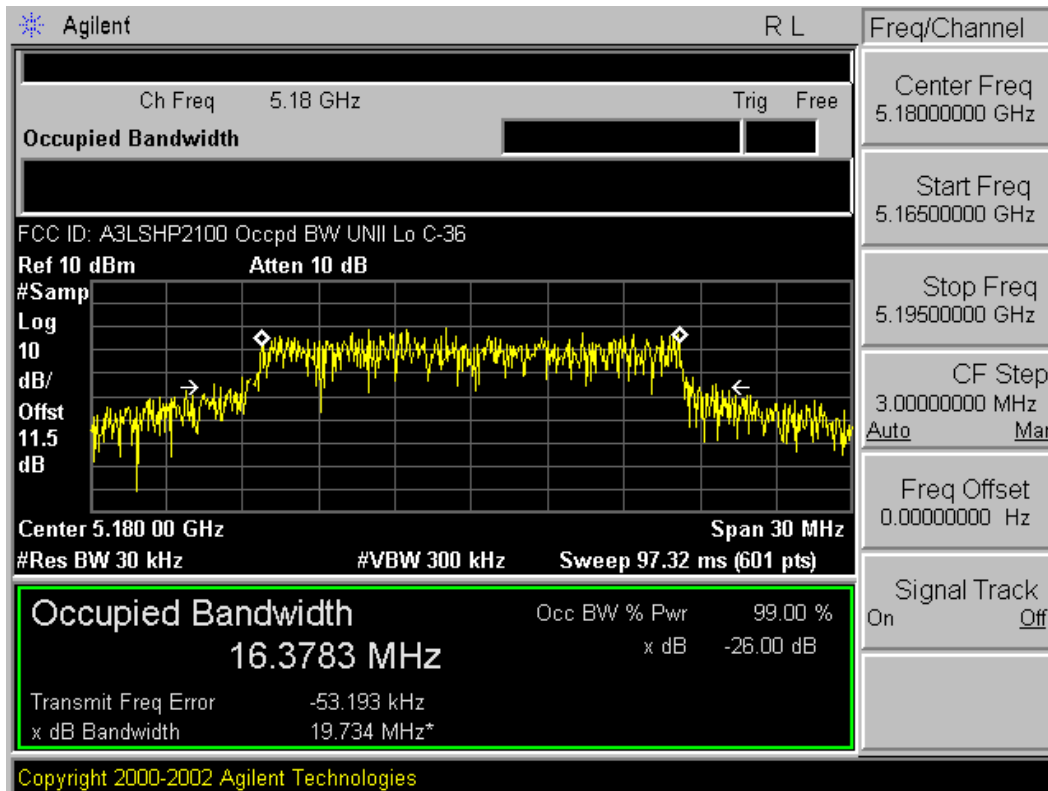 Agilent R L
Freq/Channel
Ch Freq 5.18 GHz Trig Free
Occupied Bandwidth
FCC ID: A3LSHP2100 Occpd BW UNII Lo C-36
Ref 10 dBm Atten 10 dB
#Samp
Log
10
dB/
Offst
11.5
dB
Center 5.180 00 GHz Span 30 MHz
#Res BW 30 kHz #VBW 300 kHz Sweep 97.32 ms (601 pts)
Occupied Bandwidth
16.3783 MHz
Occ BW % Pwr 99.00 %
x dB -26.00 dB
Transmit Freq Error -53.193 kHz
x dB Bandwidth 19.734 MHz*
Center Freq
5.18000000 GHz
Start Freq
5.16500000 GHz
Stop Freq
5.19500000 GHz
CF Step
3.00000000 MHz
Auto Man
Freq Offset
0.00000000 Hz
Signal Track
On Off
Copyright 2000-2002 Agilent Technologies